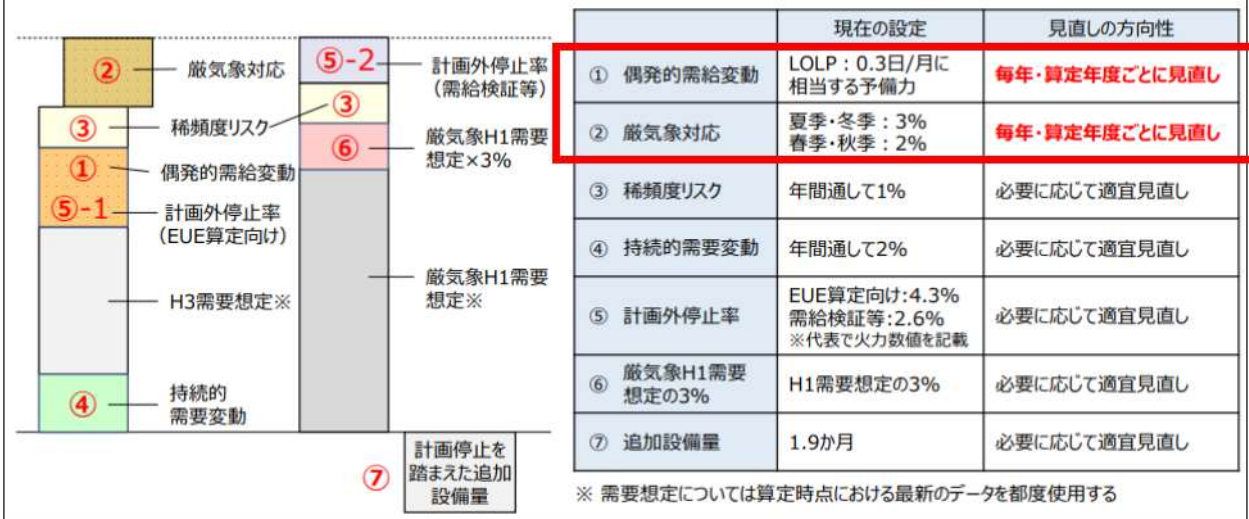 ②
厳気象対応
③
稀頻度リスク
①
偶発的需給変動
⑤-1
計画外停止率
(EUE算定向け)
H3需要想定※
④
持続的
需要変動
⑤-2
計画外停止率
(需給検証等)
③
⑥
厳気象H1需要
想定×3%
厳気象H1需要
想定※
⑦
計画停止を
踏まえた追加
設備量
現在の設定 見直しの方向性
① 偶発的需給変動 LOLP:0.3日/月に
相当する予備力 毎年・算定年度ごとに見直し
② 厳気象対応 夏季・冬季:3%
春季・秋季:2% 毎年・算定年度ごとに見直し
③ 稀頻度リスク 年間通して1% 必要に応じて適宜見直し
④ 持続的需要変動 年間通して2% 必要に応じて適宜見直し
⑤ 計画外停止率 EUE算定向け:4.3%
需給検証等:2.6%
※代表で火力数値を記載 必要に応じて適宜見直し
⑥ 厳気象H1需要
想定の3% H1需要想定の3% 必要に応じて適宜見直し
⑦ 追加設備量 1.9か月 必要に応じて適宜見直し
※ 需要想定については算定時点における最新のデータを都度使用する